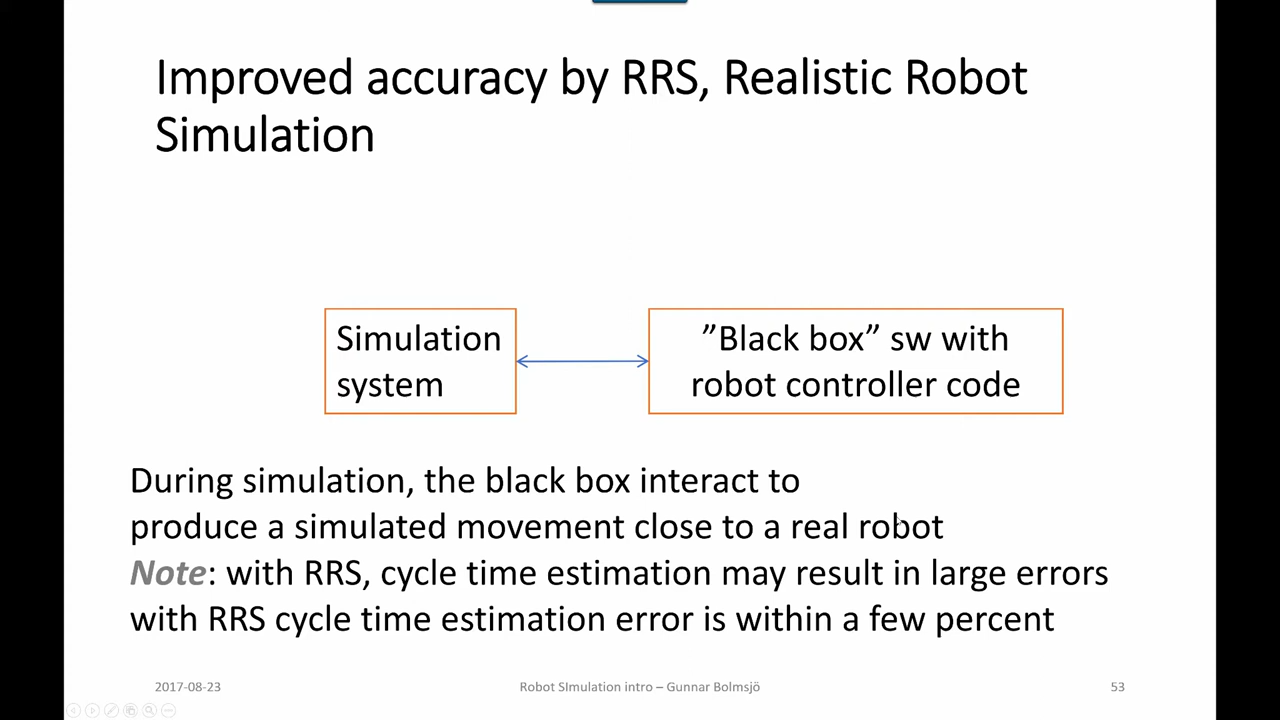 Improved accuracy by RRS, Realistic Robot
Simulation
Simulation
system
”Black box” sw with
robot controller code
During simulation, the black box interact to
produce a simulated movement close to a real robot
Note: with RRS, cycle time estimation may result in large errors
with RRS cycle time estimation error is within a few percent
2017-08-23
Robot SImulation intro – Gunnar Bolmsjö
53